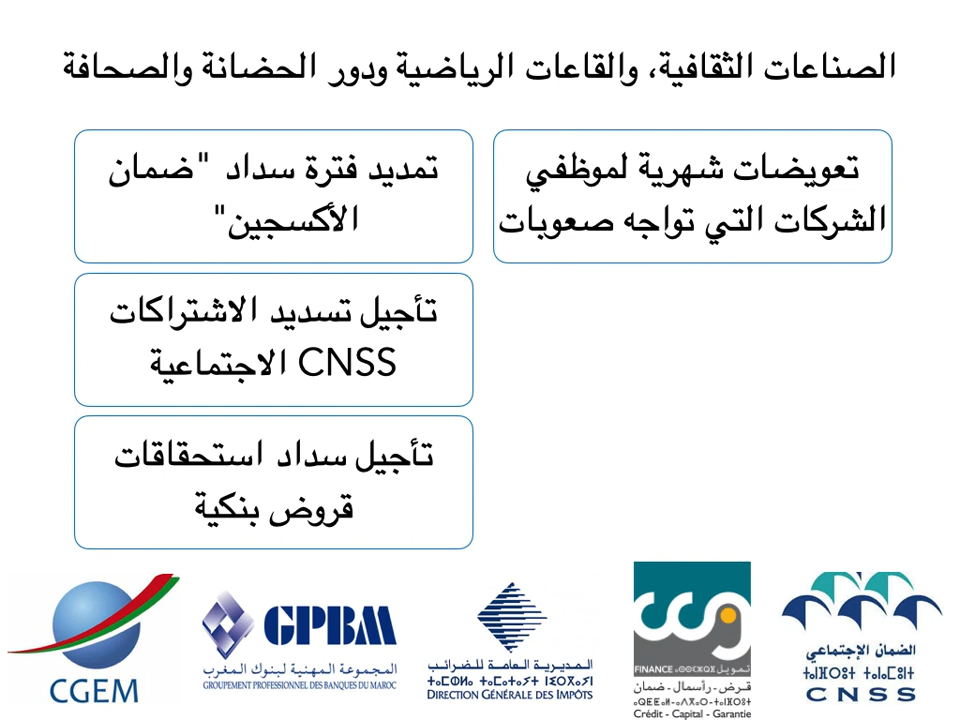 الصناعات الثقافية، والقاعات الرياضية ودور الحضانة والصحافة
تعويضات شهرية لموظفي
الشركات التي تواجه صعوبات
تمديد فترة سداد "ضمان
الأكسجين"
تأجيل تسديد الاشتراكات
الاجتماعية CNSS
تأجيل سداد استحقاقات
قروض بنكية
CGEM
GPBM
المجموعة المهنية لبنوك المغرب
GROUPEMENT PROFESSIONNEL DES BANQUES DU MAROC
المديرية العامة للضرائب
DIRECTION GÉNÉRALE DES IMPÔTS
ccg
FINANCE
تمويل
قرض - رأسمال - ضمان
Crédit - Capital - Garantie
الضمان الإجتماعي
CNSS